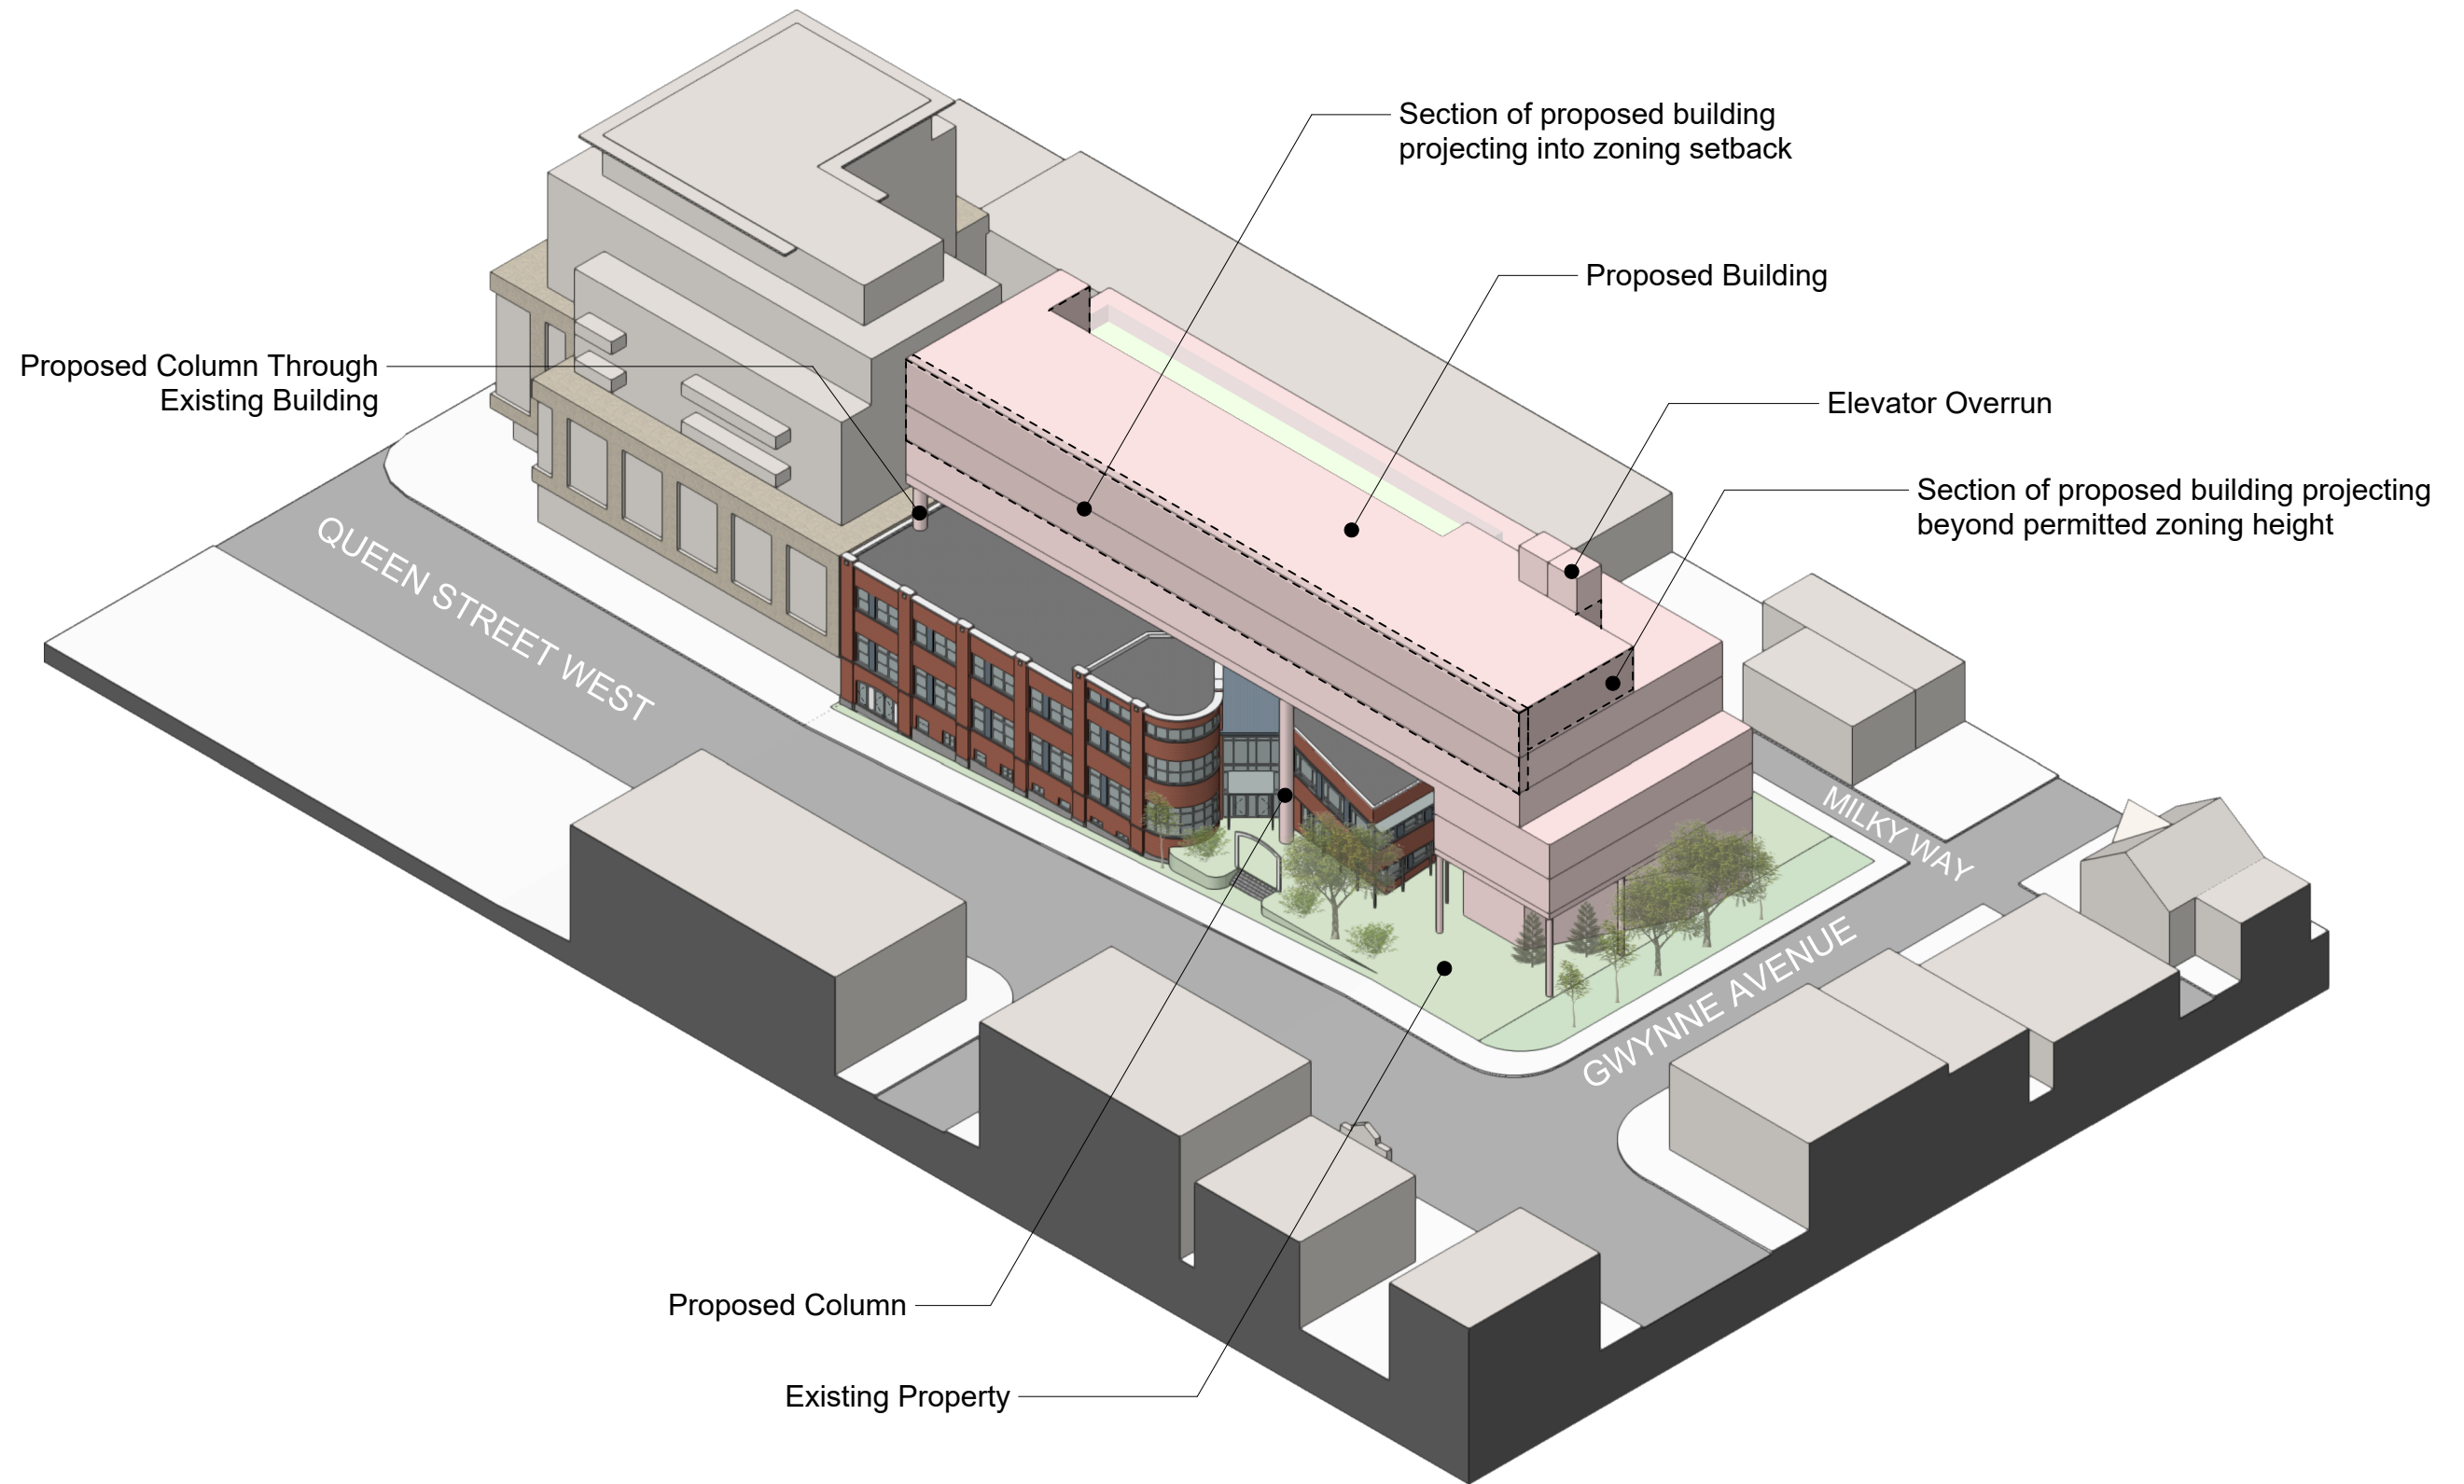 Section of proposed building
projecting into zoning setback
Proposed Building
Proposed Column Through
Existing Building
Elevator Overrun
Section of proposed building projecting
beyond permitted zoning height
QUEEN STREET WEST
MILKY WAY
GWYNNE AVENUE
Proposed Column
Existing Property